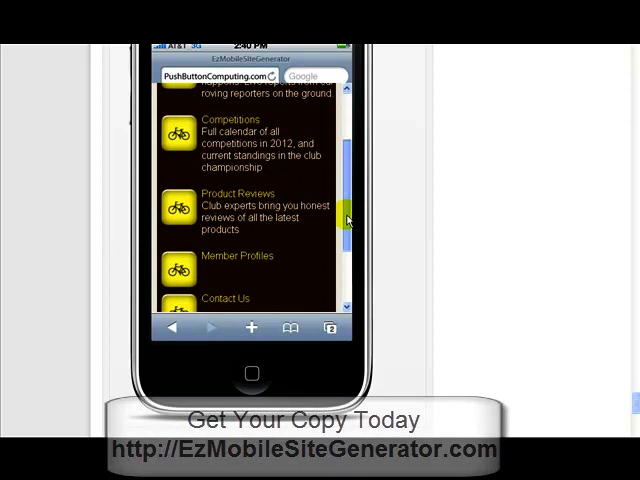 AT&T 3G 2:40 PM
EzMobileSiteGenerator
PushButtonComputing.com Google
roving reporters on the ground.
Competitions
Full calendar of all
competitions in 2012, and
current standings in the club
championship
Product Reviews
Club experts bring you honest
reviews of all the latest
products
Member Profiles
Contact Us
2
Get Your Copy Today
http://EzMobileSiteGenerator.com